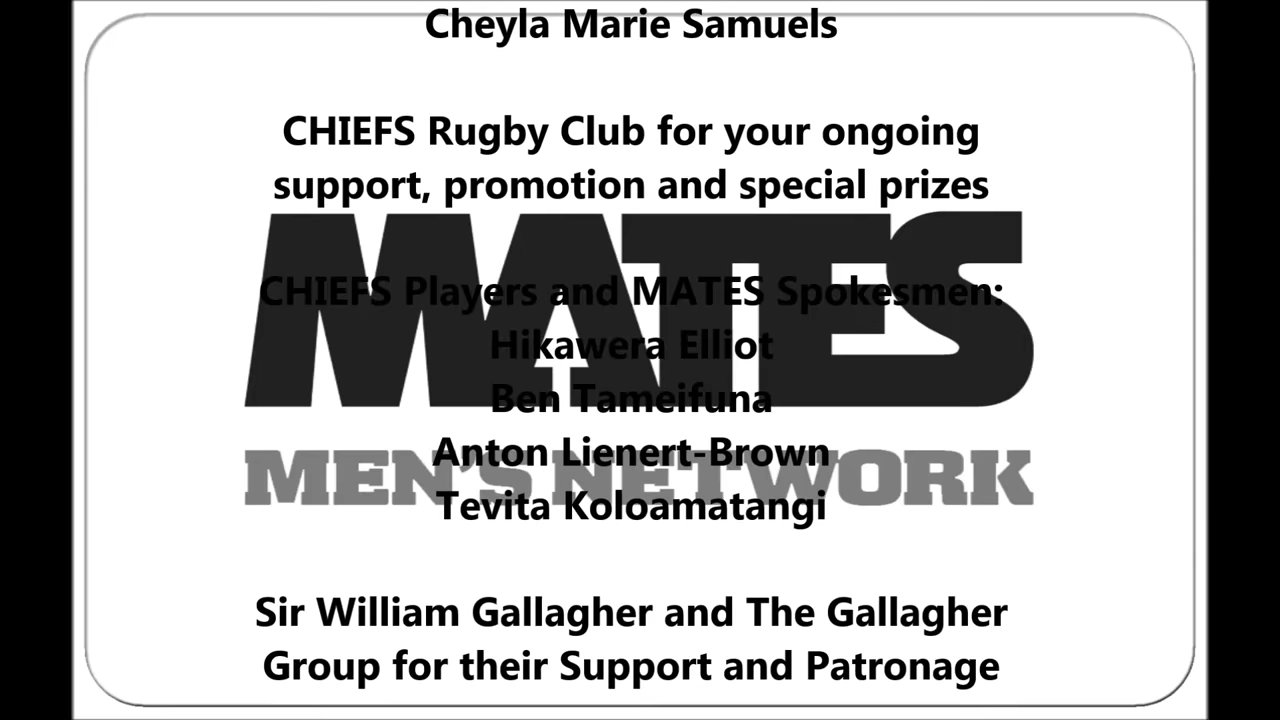 Cheyla Marie Samuels
CHIEFS Rugby Club for your ongoing
support, promotion and special prizes
MATES
CHIEFS Players and MATES Spokesmen:
Hikawera Elliot
Ben Tameifuna
Anton Lienert-Brown
MEN'S NETWORK
Tevita Koloamatangi
Sir William Gallagher and The Gallagher
Group for their Support and Patronage